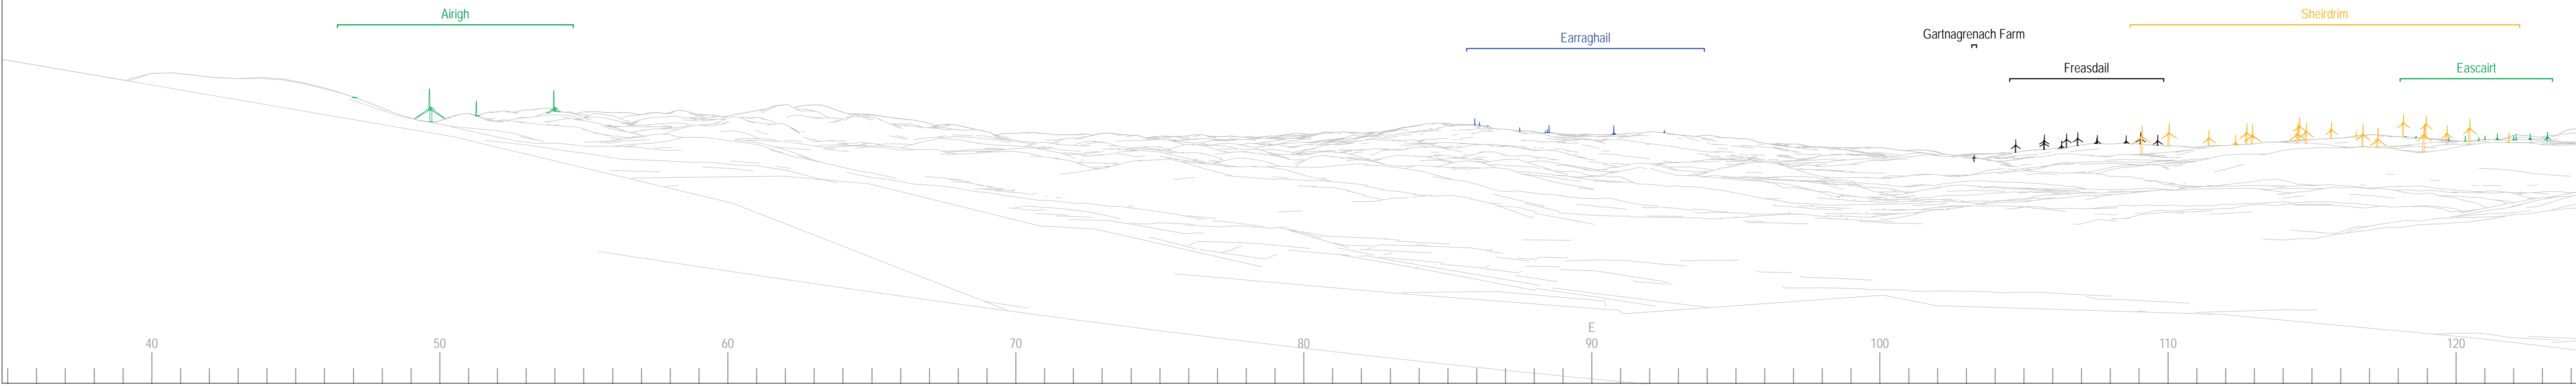 Airigh
Sheirdrim
Gartnagrenach Farm
Earraghail
Freasdail
Eascairt
E
40 50 60 70 80 90 100 110 120